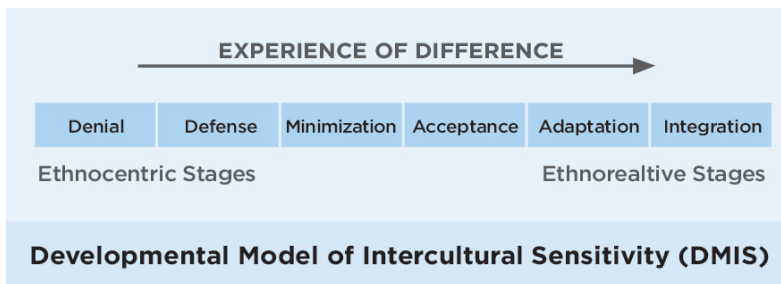 EXPERIENCE OF DIFFERENCE
Denial Defense Minimization Acceptance Adaptation Integration
Ethnocentric Stages Ethnorealtive Stages
Developmental Model of Intercultural Sensitivity (DMIS)